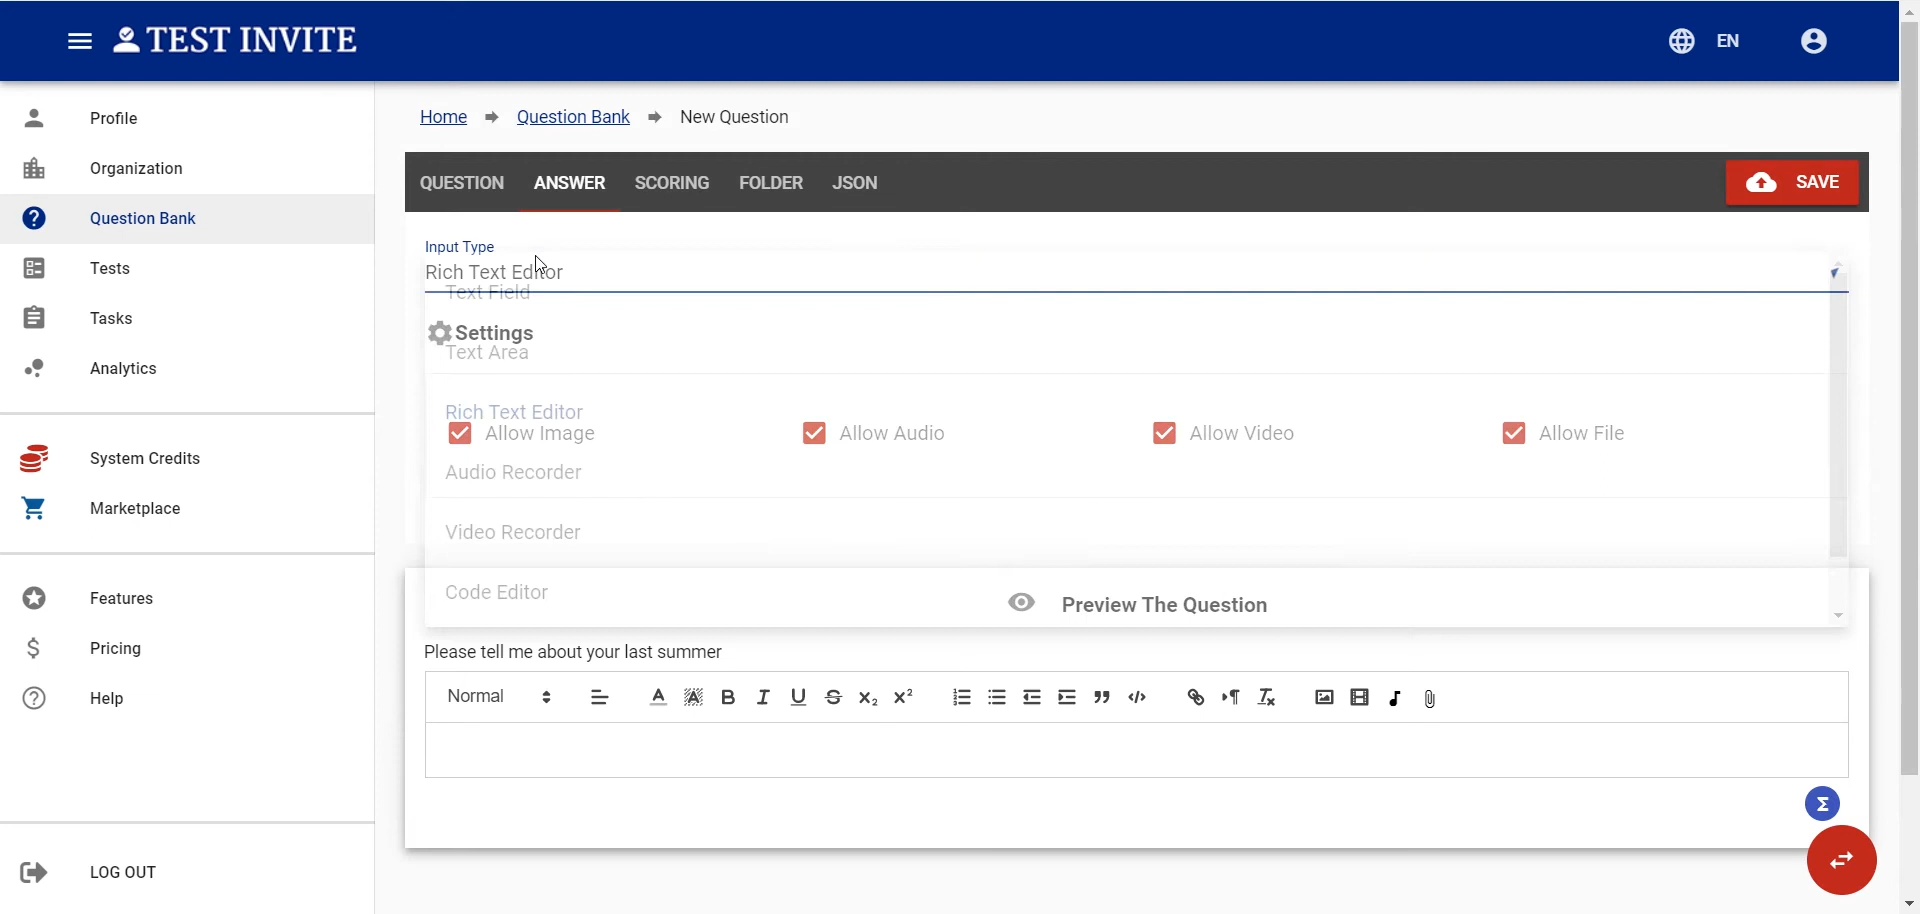 TEST INVITE
EN
Profile
Organization
Question Bank
Tests
Tasks
Analytics
System Credits
Marketplace
Features
Pricing
Help
LOG OUT
Home Question Bank New Question
QUESTION ANSWER SCORING FOLDER JSON SAVE
Input Type
Rich Text Editor
Text Field
Settings
Text Area
Rich Text Editor
Allow Image Allow Audio Allow Video Allow File
Audio Recorder
Video Recorder
Code Editor
Preview The Question
Please tell me about your last summer
Normal